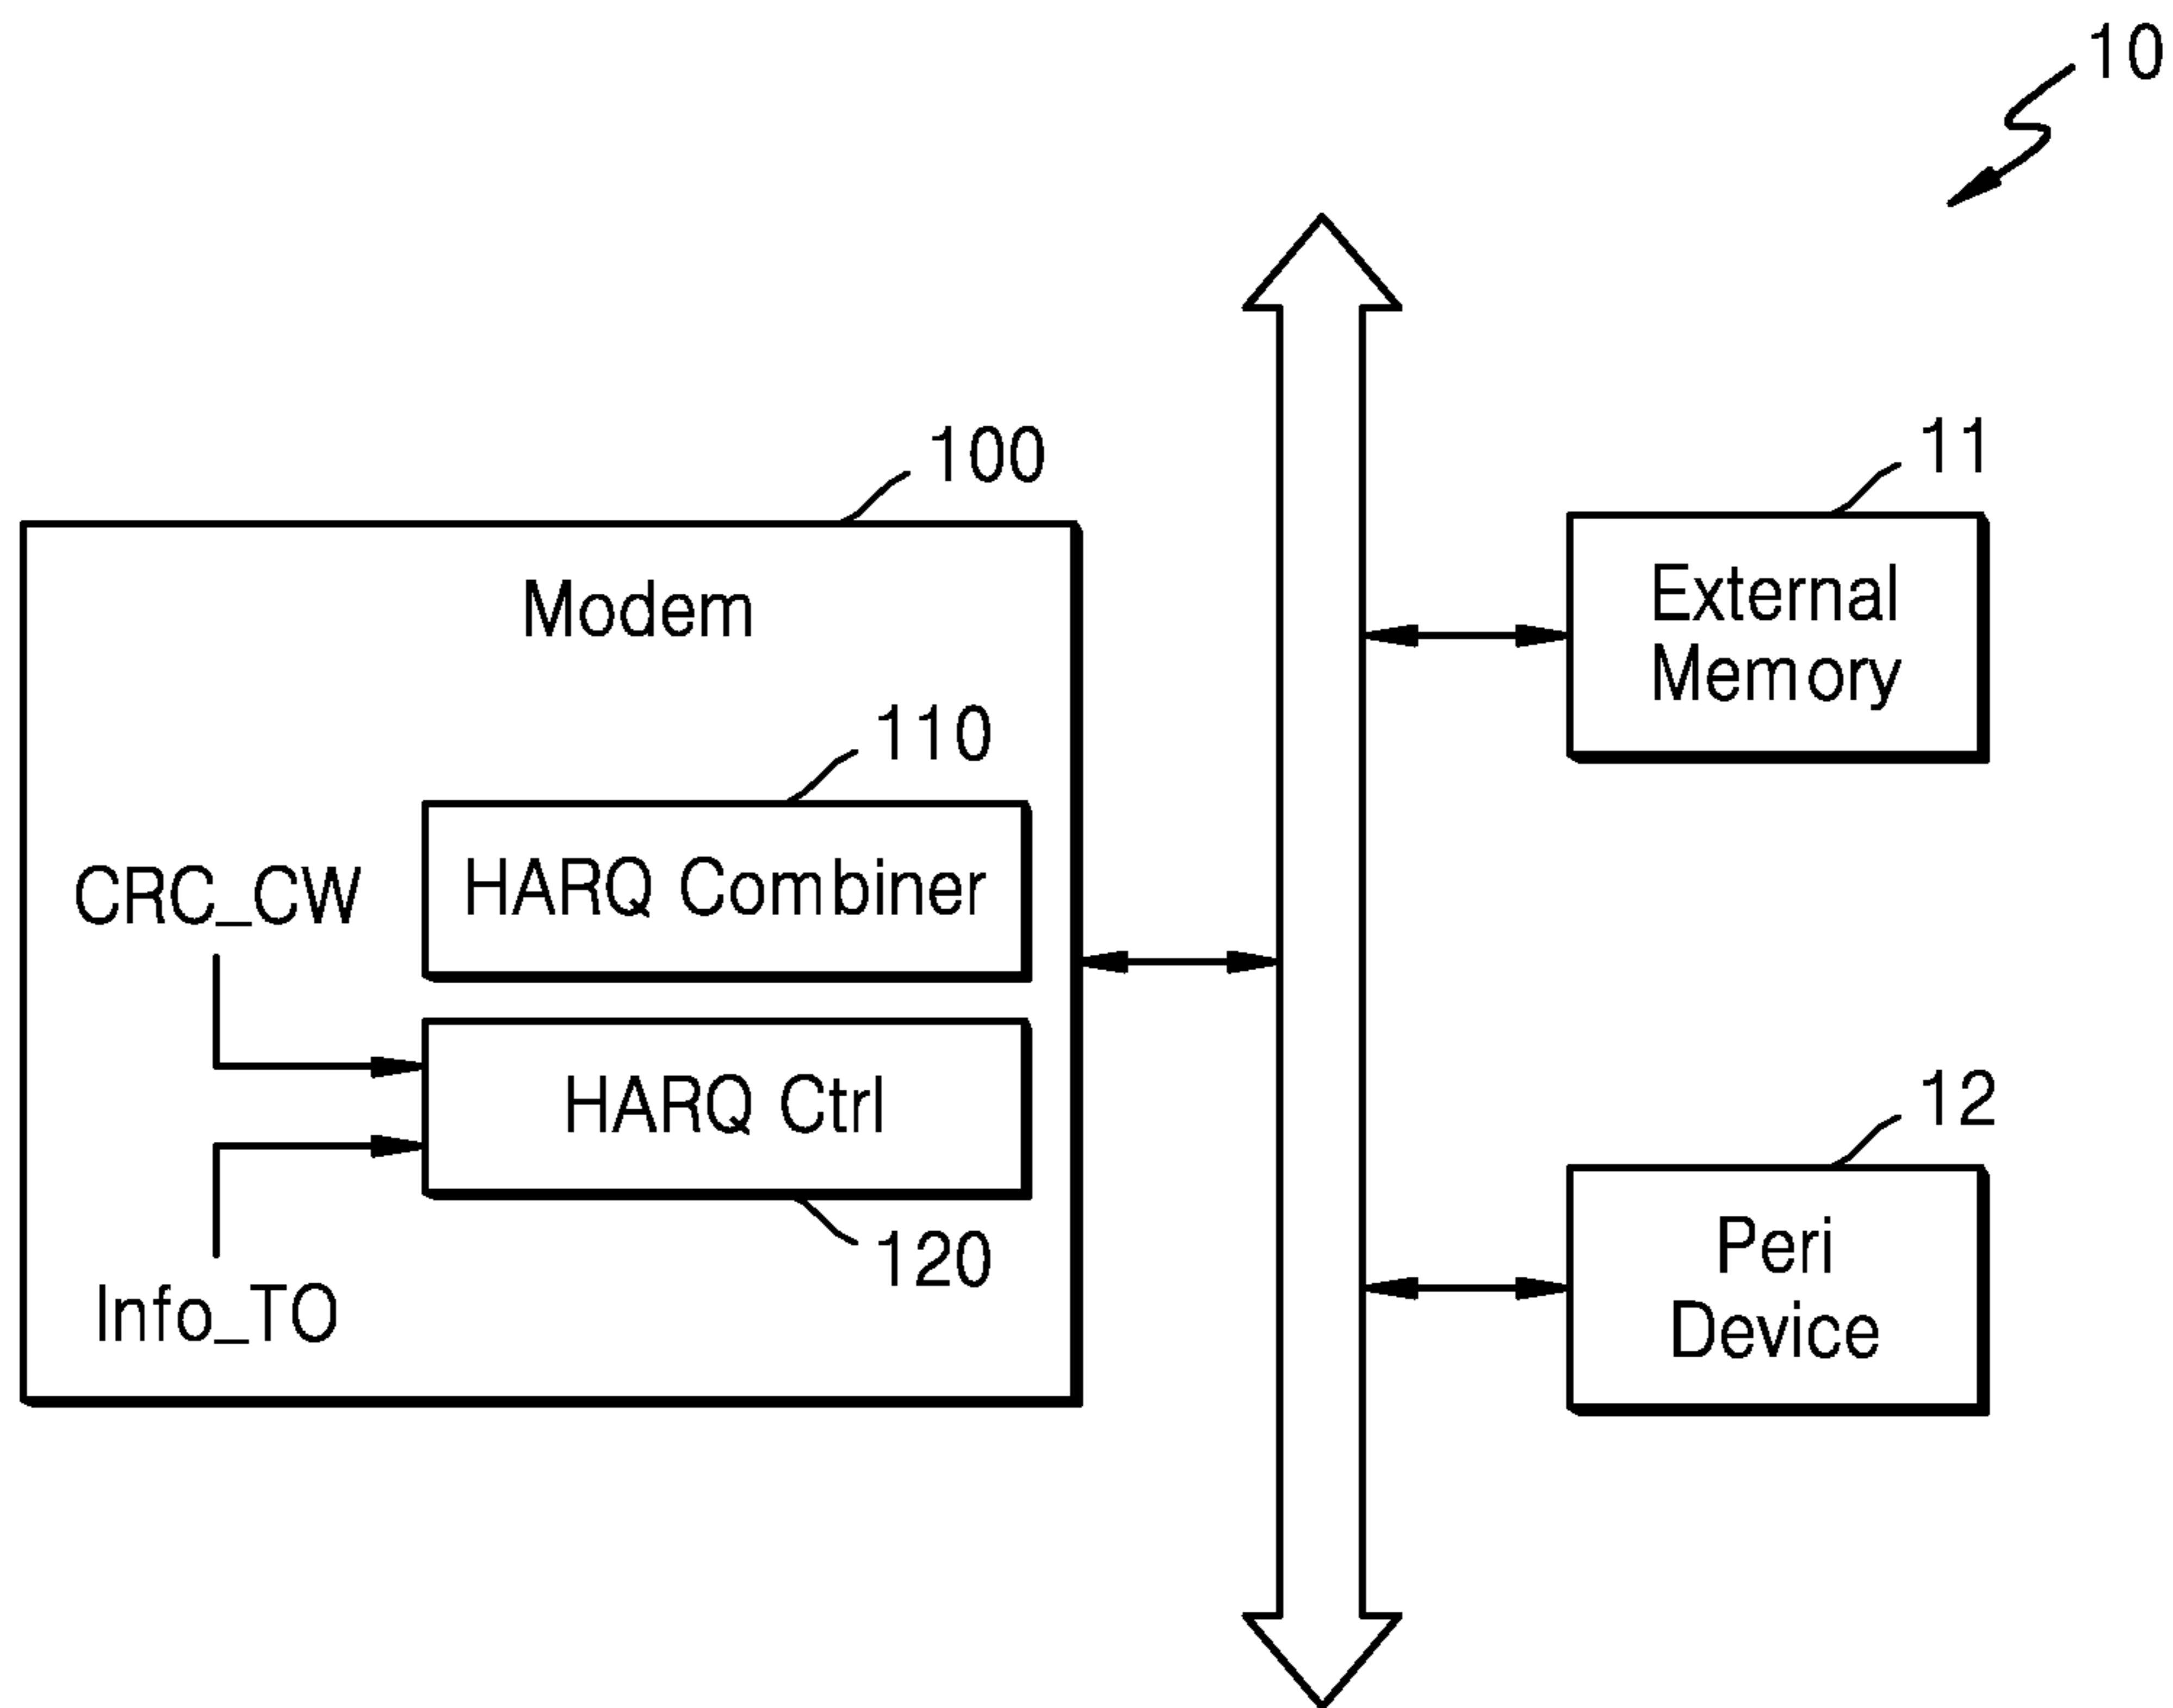 10
100
11
Modem
External
Memory
110
CRC_CW
HARQ Combiner
HARQ Ctrl
12
120
Info_TO
Peri
Device